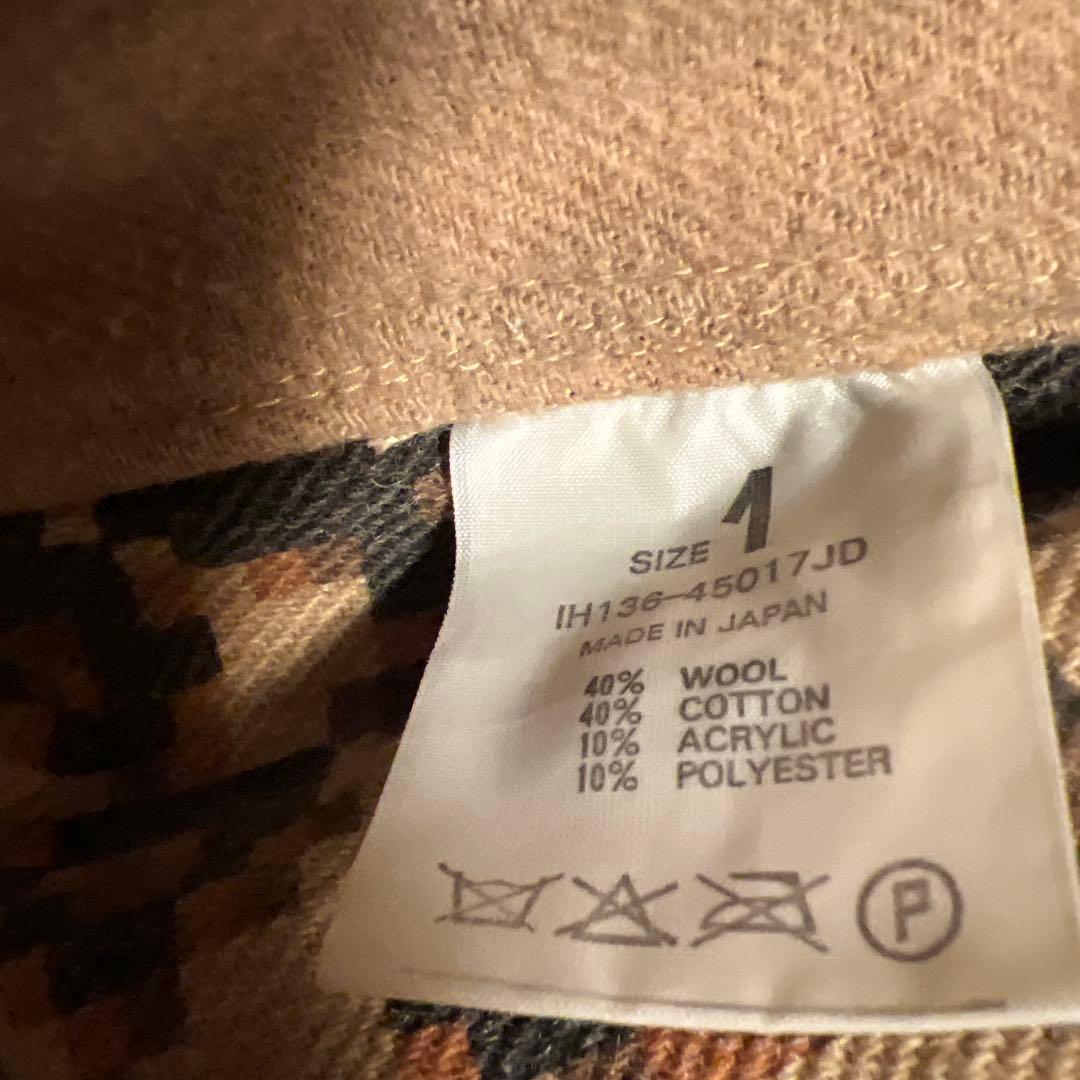 SIZE 1
IH136-45017JD
MADE IN JAPAN
40% WOOL
40% COTTON
10% ACRYLIC
10% POLYESTER
P